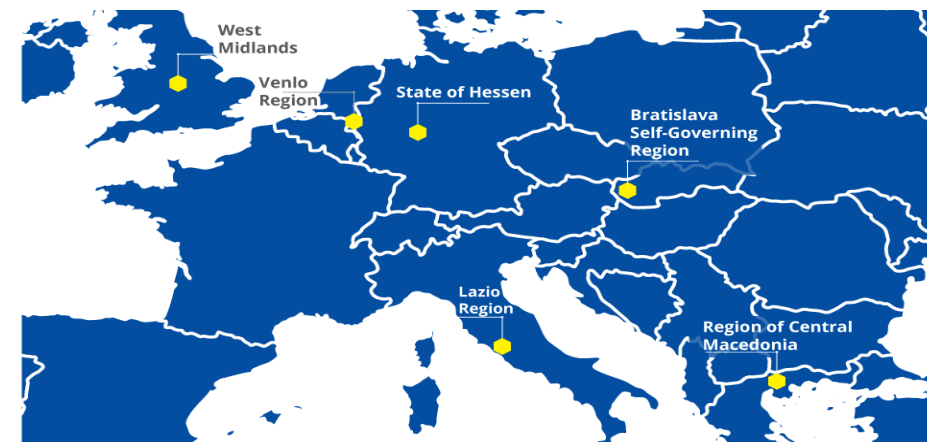 West
Midlands
Venlo
Region
State of Hessen
Bratislava
Self-Governing
Region
Lazio
Region
Region of Central
Macedonia